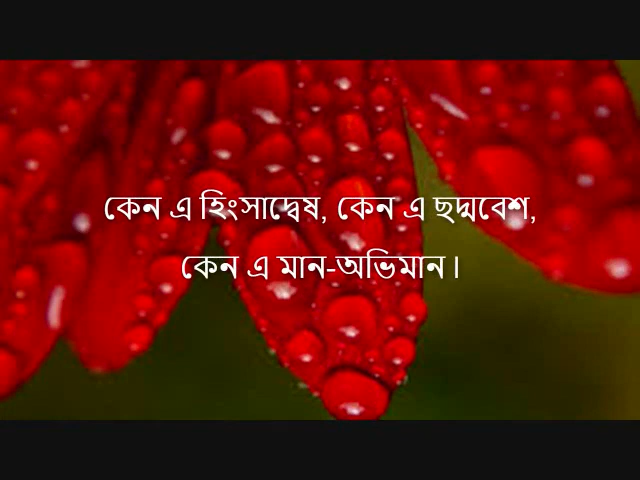 কেন এ হিংসাদ্বেষ, কেন এ ছদ্মবেশ,
কেন এ মান-অভিমান।